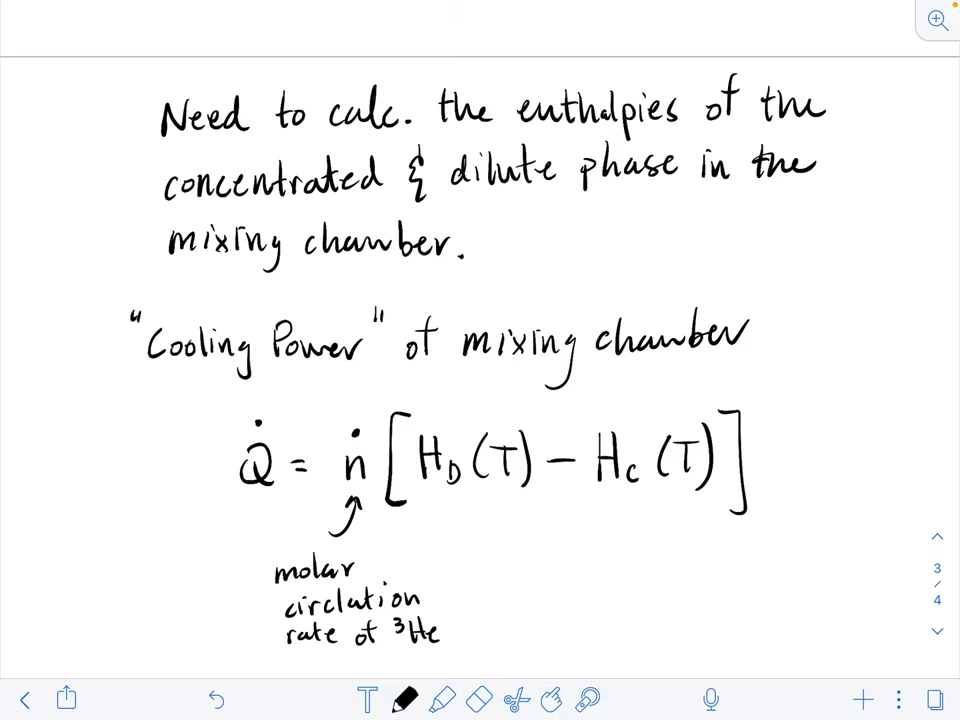 Need to calc. the enthalpies of the
concentrated & dilute phase in the
mixing chamber.
"Cooling Power" of mixing chamber
Q̇ = ṅ [H_D (T) – H_C (T)]
molar
circlation
rate of ³He
3
/
4
T